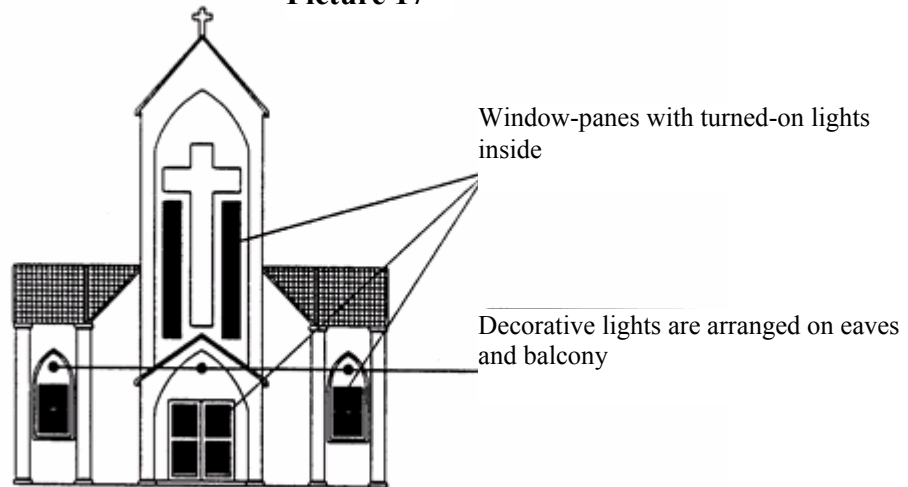 Picture 17
Window-panes with turned-on lights
inside
Decorative lights are arranged on eaves
and balcony